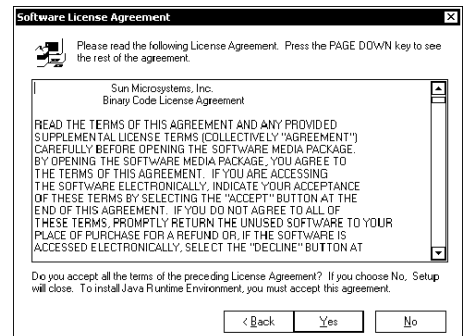 Software License Agreement
Please read the following License Agreement. Press the PAGE DOWN key to see
the rest of the agreement.
Sun Microsystems, Inc.
Binary Code License Agreement
READ THE TERMS OF THIS AGREEMENT AND ANY PROVIDED
SUPPLEMENTAL LICENSE TERMS (COLLECTIVELY "AGREEMENT")
CAREFULLY BEFORE OPENING THE SOFTWARE MEDIA PACKAGE.
BY OPENING THE SOFTWARE MEDIA PACKAGE, YOU AGREE TO
THE TERMS OF THIS AGREEMENT. IF YOU ARE ACCESSING
THE SOFTWARE ELECTRONICALLY, INDICATE YOUR ACCEPTANCE
OF THESE TERMS BY SELECTING THE "ACCEPT" BUTTON AT THE
END OF THIS AGREEMENT. IF YOU DO NOT AGREE TO ALL OF
THESE TERMS, PROMPTLY RETURN THE UNUSED SOFTWARE TO YOUR
PLACE OF PURCHASE FOR A REFUND OR, IF THE SOFTWARE IS
ACCESSED ELECTRONICALLY, SELECT THE "DECLINE" BUTTON AT
Do you accept all the terms of the preceding License Agreement? If you choose No, Setup
will close. To install Java Runtime Environment, you must accept this agreement.
< Back Yes No